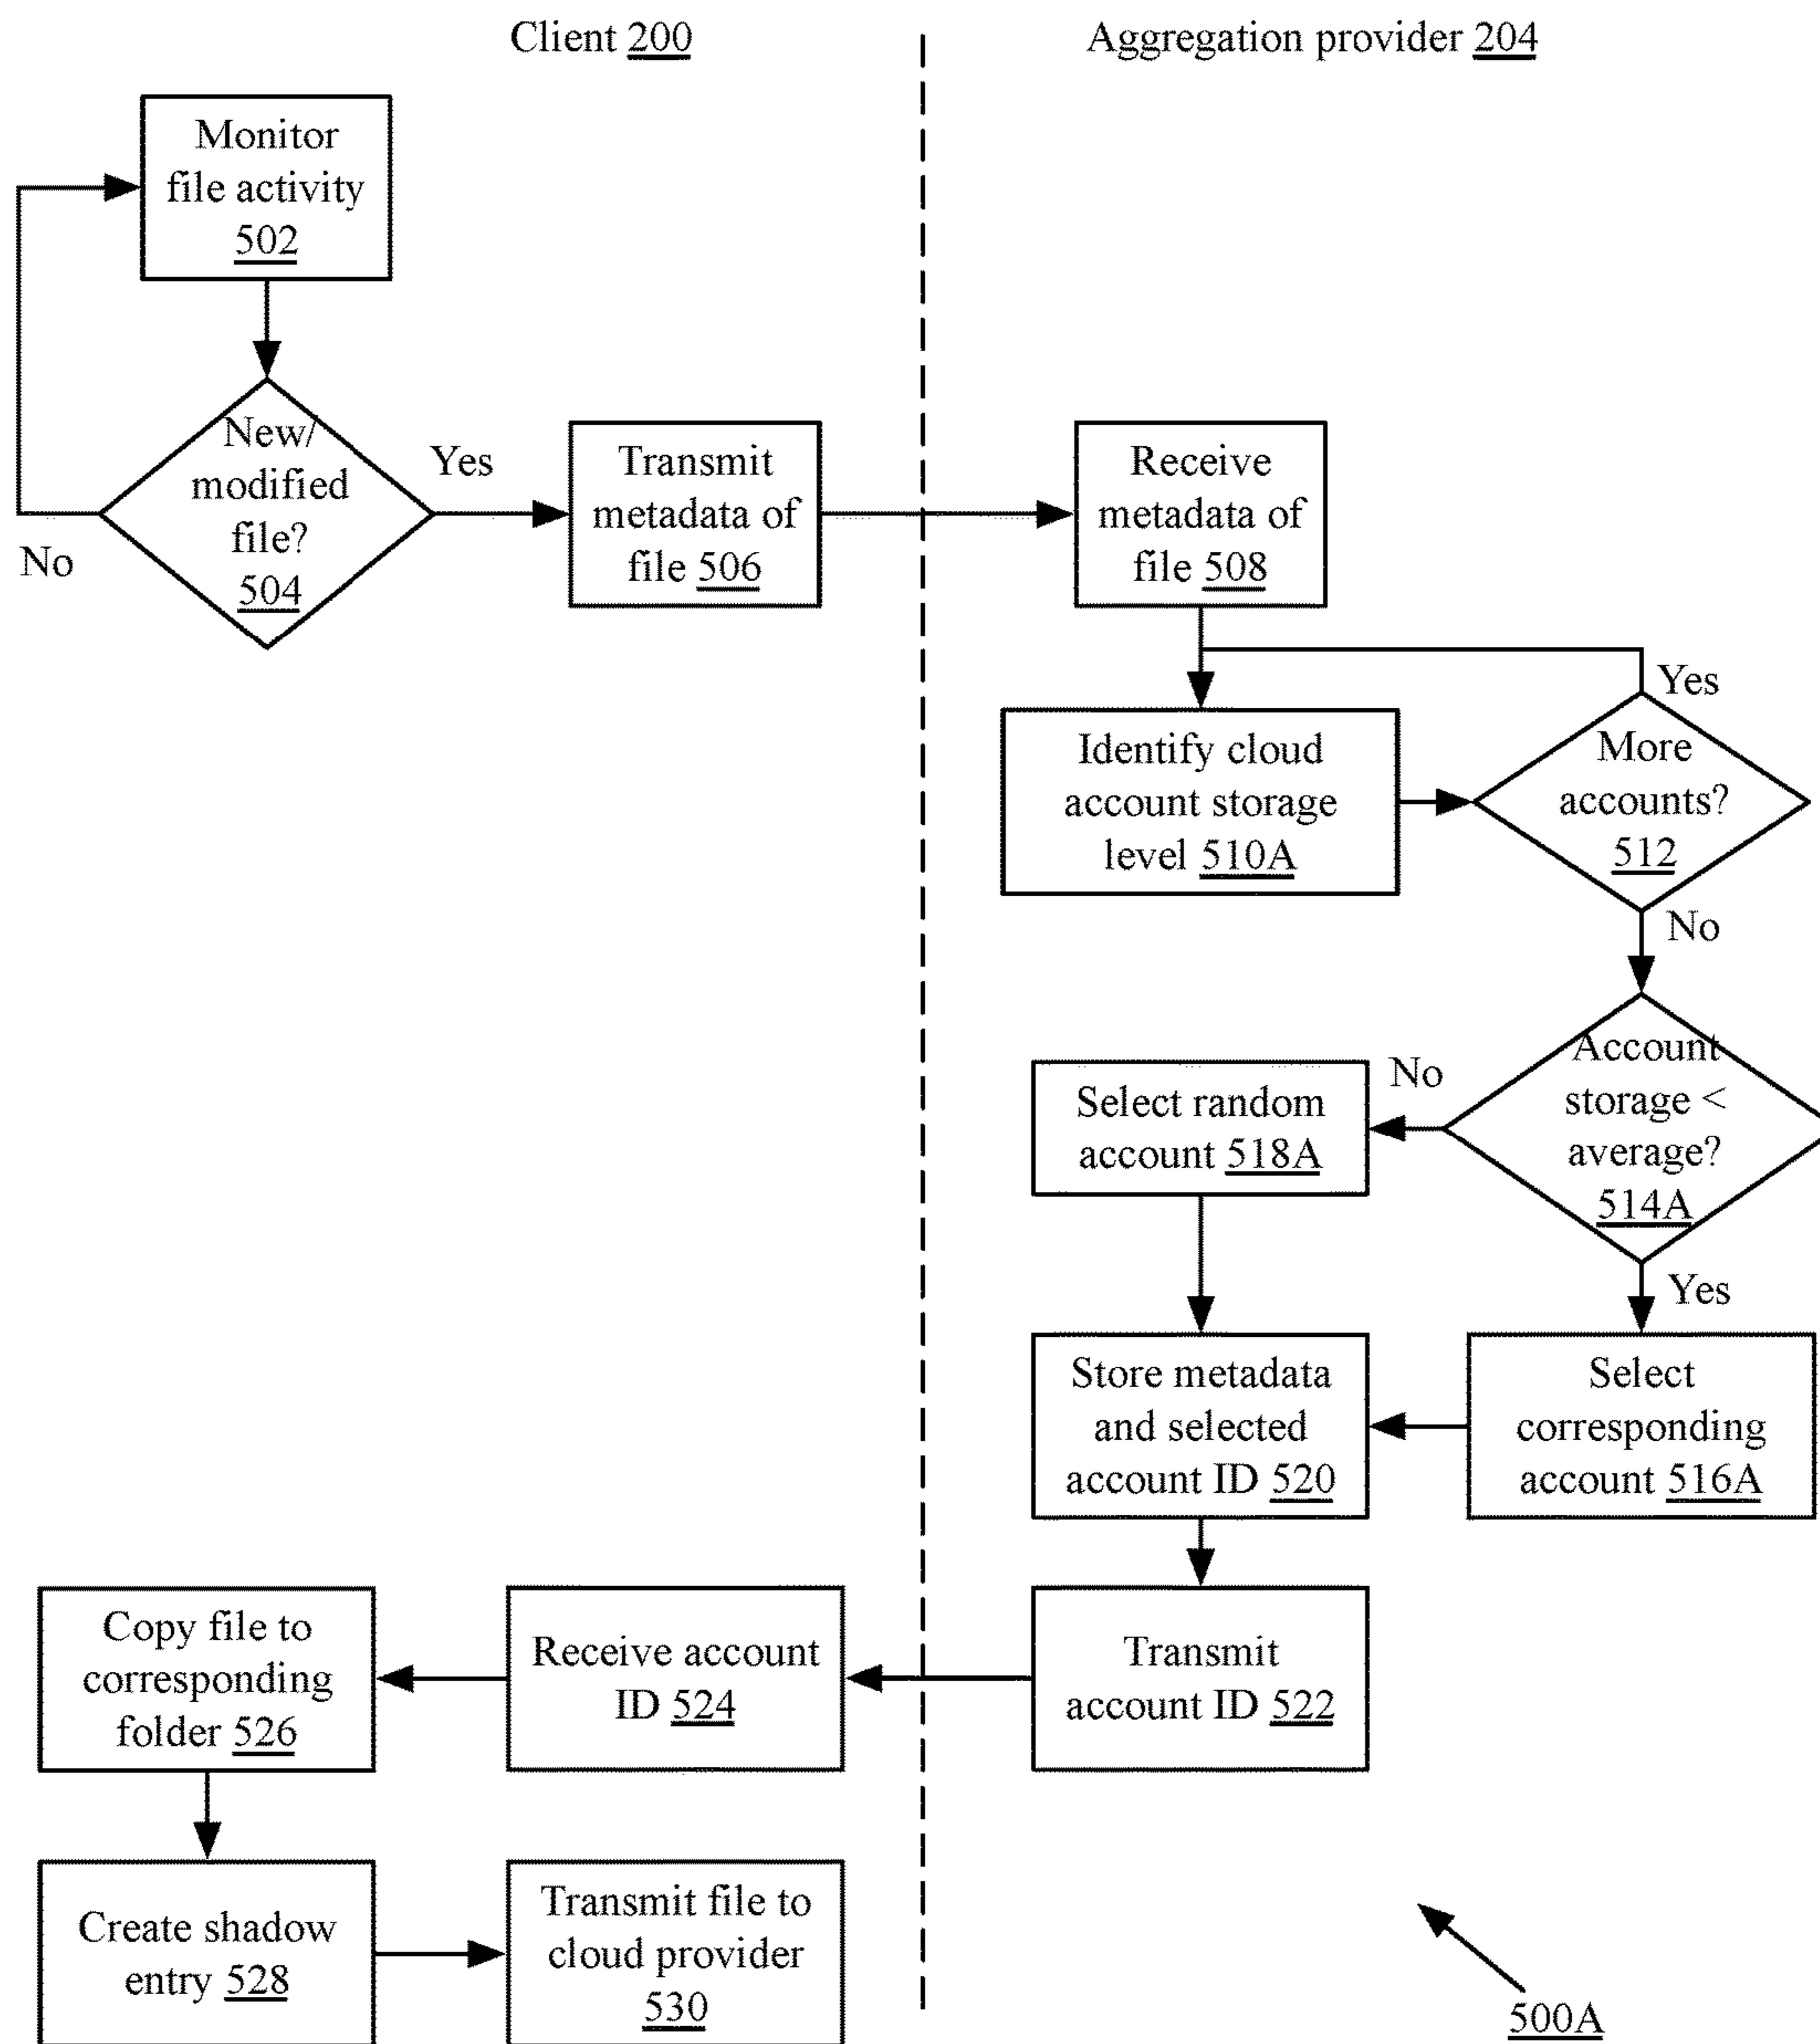 Client 200
Aggregation provider 204
Monitor
file activity
502
New/
modified
file?
504
Yes
No
Transmit
metadata of
file 506
Receive
metadata of
file 508
Identify cloud
account storage
level 510A
More
accounts?
512
Yes
No
Account
storage <
average?
514A
No
Yes
Select random
account 518A
Select
corresponding
account 516A
Store metadata
and selected
account ID 520
Transmit
account ID 522
Receive account
ID 524
Copy file to
corresponding
folder 526
Create shadow
entry 528
Transmit file to
cloud provider
530
500A